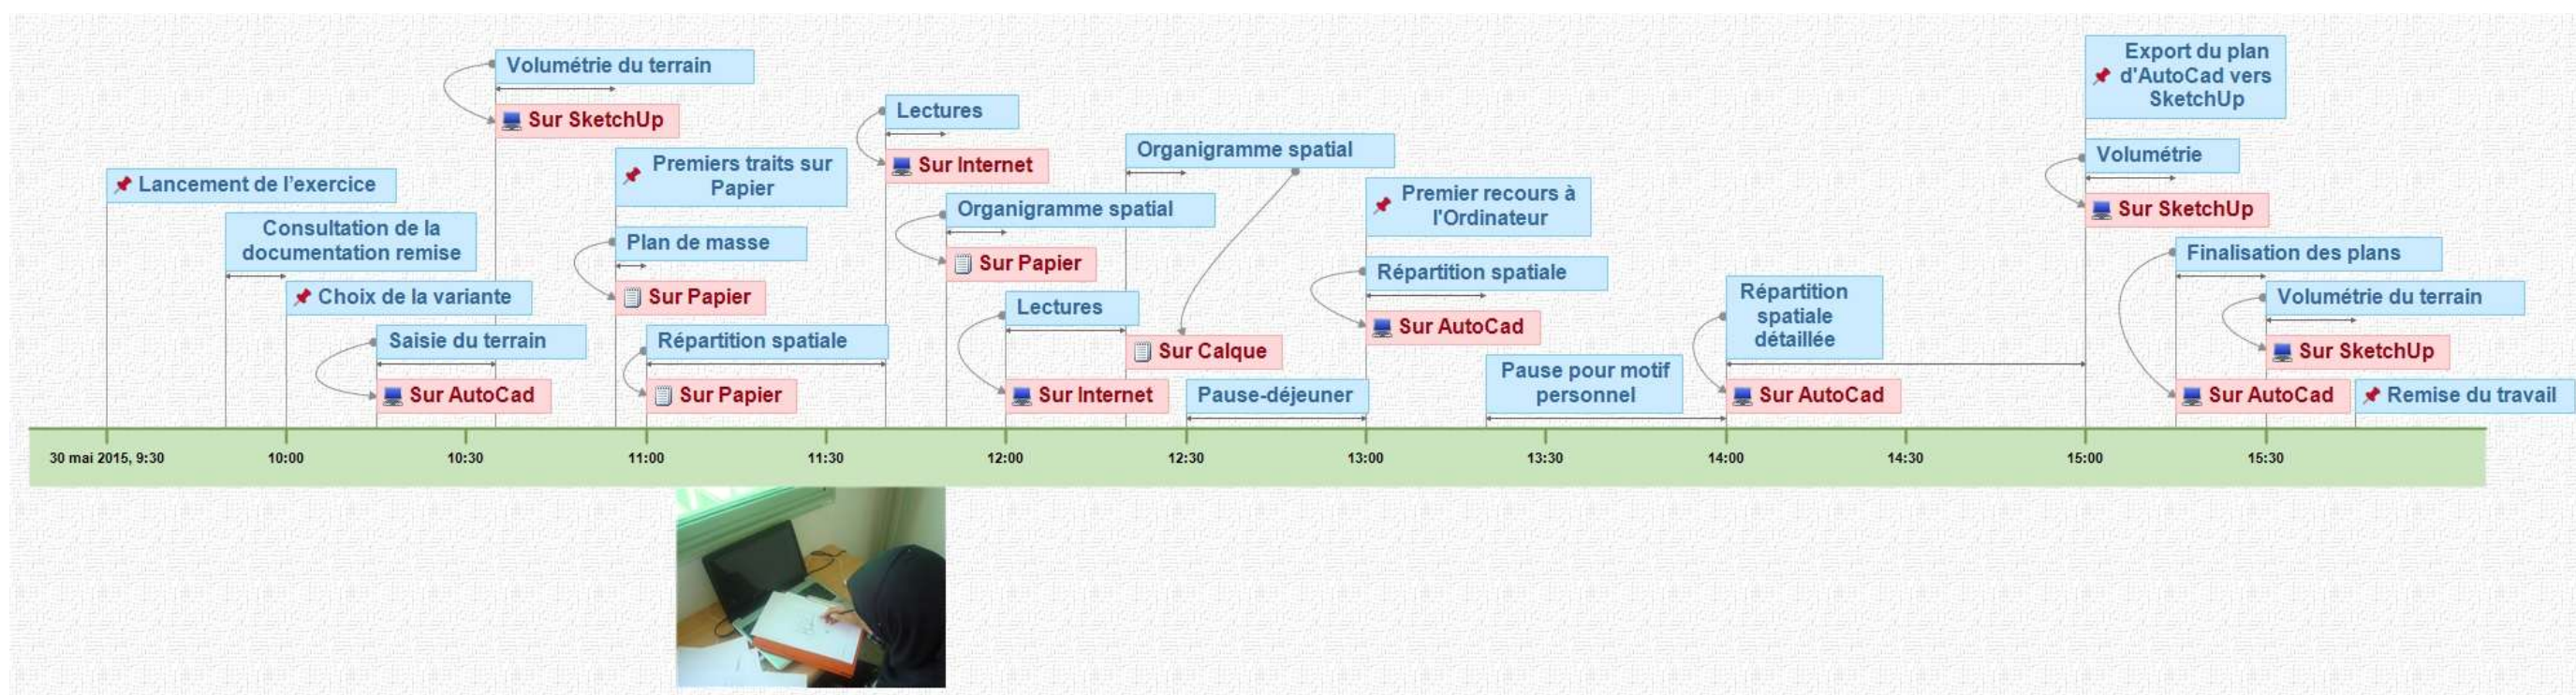 Volumétrie du terrain
Sur SketchUp
Lancement de l’exercice
Consultation de la
documentation remise
Choix de la variante
Saisie du terrain
Sur AutoCad
Premiers traits sur
Papier
Plan de masse
Sur Papier
Répartition spatiale
Sur Papier
Lectures
Sur Internet
Organigramme spatial
Sur Papier
Lectures
Sur Internet
Organigramme spatial
Sur Calque
Pause-déjeuner
Premier recours à
l'Ordinateur
Répartition spatiale
Sur AutoCad
Pause pour motif
personnel
Répartition
spatiale
détaillée
Sur AutoCad
Export du plan
d'AutoCad vers
SketchUp
Volumétrie
Sur SketchUp
Finalisation des plans
Sur AutoCad
Volumétrie du terrain
Sur SketchUp
Remise du travail
30 mai 2015, 9:30
10:00
10:30
11:00
11:30
12:00
12:30
13:00
13:30
14:00
14:30
15:00
15:30